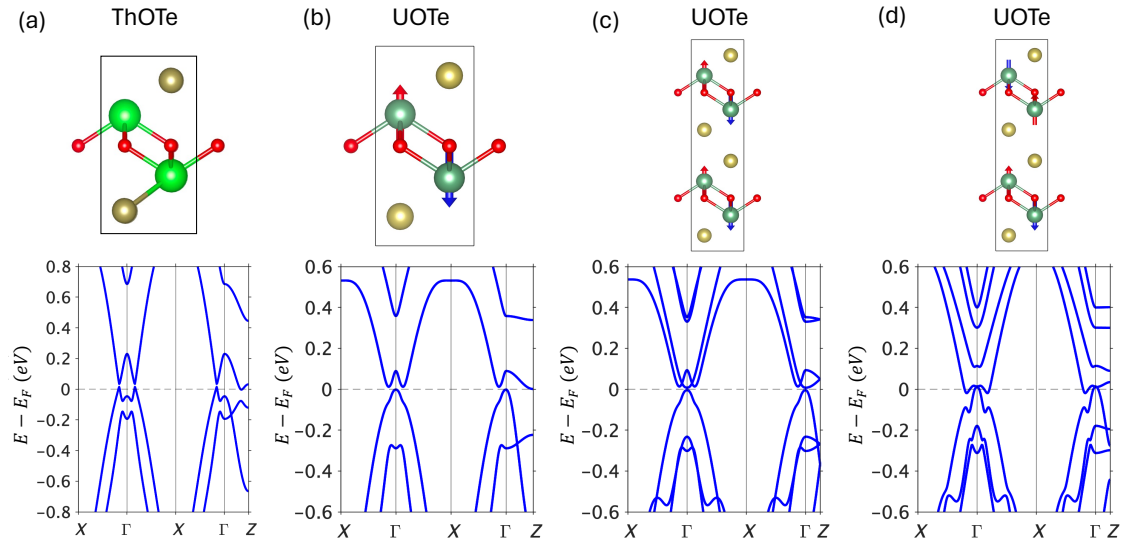 (a) ThOTe
(b) UOTe
(c) UOTe
(d) UOTe
E − E_F (eV)
0.8
0.6
0.4
0.2
0
−0.2
−0.4
−0.6
−0.8
X Γ X Γ Z
E − E_F (eV)
0.6
0.4
0.2
0
−0.2
−0.4
−0.6
X Γ X Γ Z
E − E_F (eV)
0.6
0.4
0.2
0
−0.2
−0.4
−0.6
X Γ X Γ Z
E − E_F (eV)
0.6
0.4
0.2
0
−0.2
−0.4
−0.6
X Γ X Γ Z